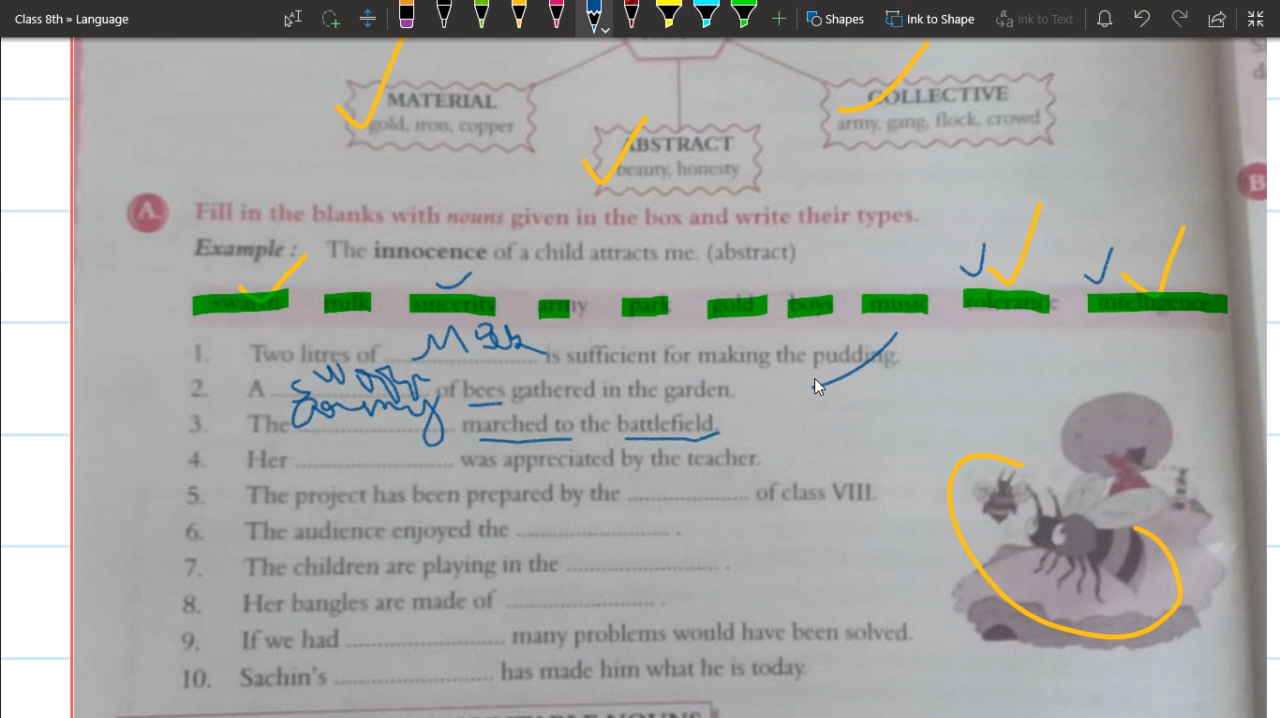 Class 8th » Language
Shapes
Ink to Shape
Ink to Text
MATERIAL
gold, iron, copper
ABSTRACT
beauty, honesty
COLLECTIVE
army, gang, flock, crowd
A. Fill in the blanks with nouns given in the box and write their types.
B
Example : The innocence of a child attracts me. (abstract)
swarm milk sincerity army park gold boys music tolerance intelligence
1. Two litres of Milk is sufficient for making the pudding.
2. A of bees gathered in the garden.
3. The army marched to the battlefield.
4. Her was appreciated by the teacher.
5. The project has been prepared by the of class VIII.
6. The audience enjoyed the .
7. The children are playing in the .
8. Her bangles are made of .
9. If we had many problems would have been solved.
10. Sachin's has made him what he is today.